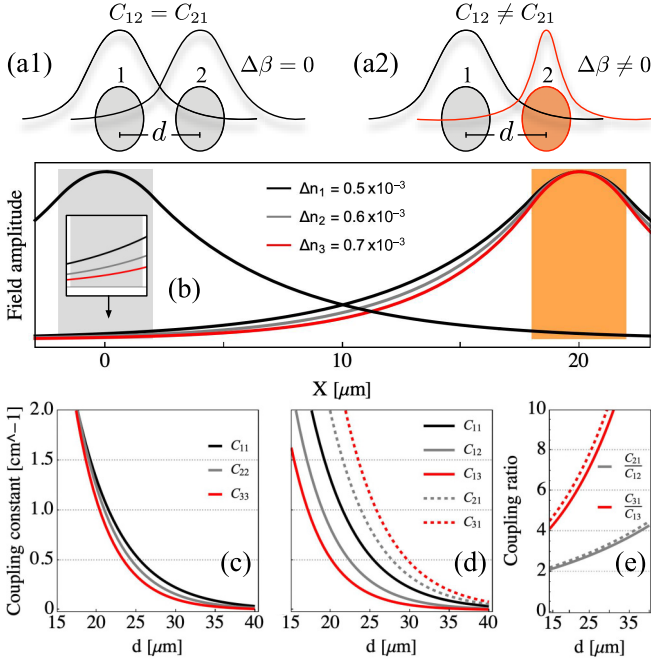 C₁₂ = C₂₁
C₁₂ ≠ C₂₁
(a1)
1
2
Δβ = 0
d
(a2)
1
2
Δβ ≠ 0
d
Field amplitude
Δn₁ = 0.5 x10⁻³
Δn₂ = 0.6 x10⁻³
Δn₃ = 0.7 x10⁻³
(b)
0
10
20
X [μm]
Coupling constant [cm^−1]
2.0
1.5
1.0
0.5
0
C₁₁
C₂₂
C₃₃
(c)
15 20 25 30 35 40
d [μm]
C₁₁
C₁₂
C₁₃
C₂₁
C₃₁
(d)
15 20 25 30 35 40
d [μm]
Coupling ratio
10
8
6
4
2
0
C₂₁
C₁₂
C₃₁
C₁₃
(e)
15 25 35
d [μm]